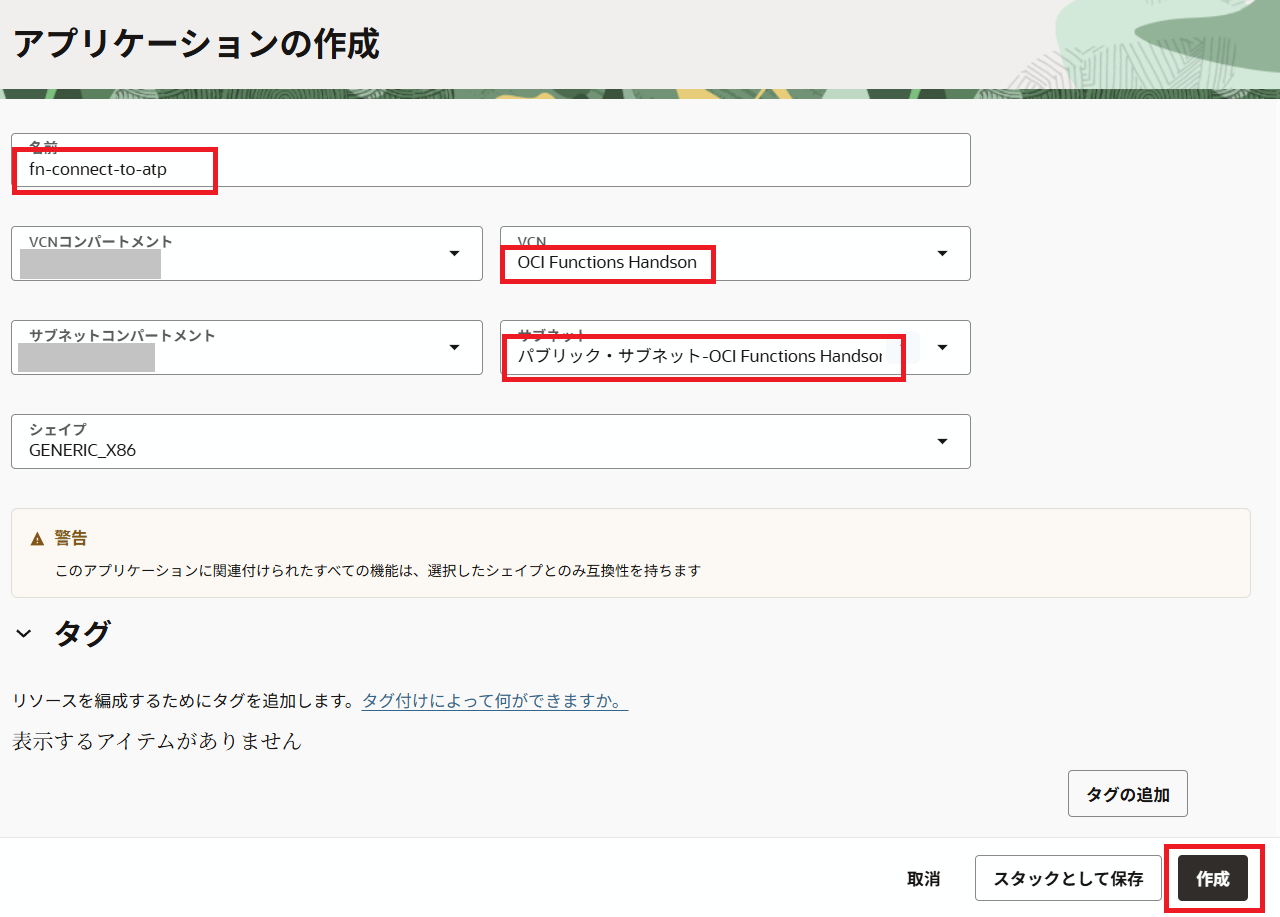 アプリケーションの作成
名前
fn-connect-to-atp
VCNコンパートメント
VCN
OCI Functions Handson
サブネットコンパートメント
サブネット
パブリック・サブネット-OCI Functions Handson
シェイプ
GENERIC_X86
警告
このアプリケーションに関連付けられたすべての機能は、選択したシェイプとのみ互換性を持ちます
タグ
リソースを編成するためにタグを追加します。タグ付けによって何ができますか。
表示するアイテムがありません
タグの追加
取消 スタックとして保存 作成